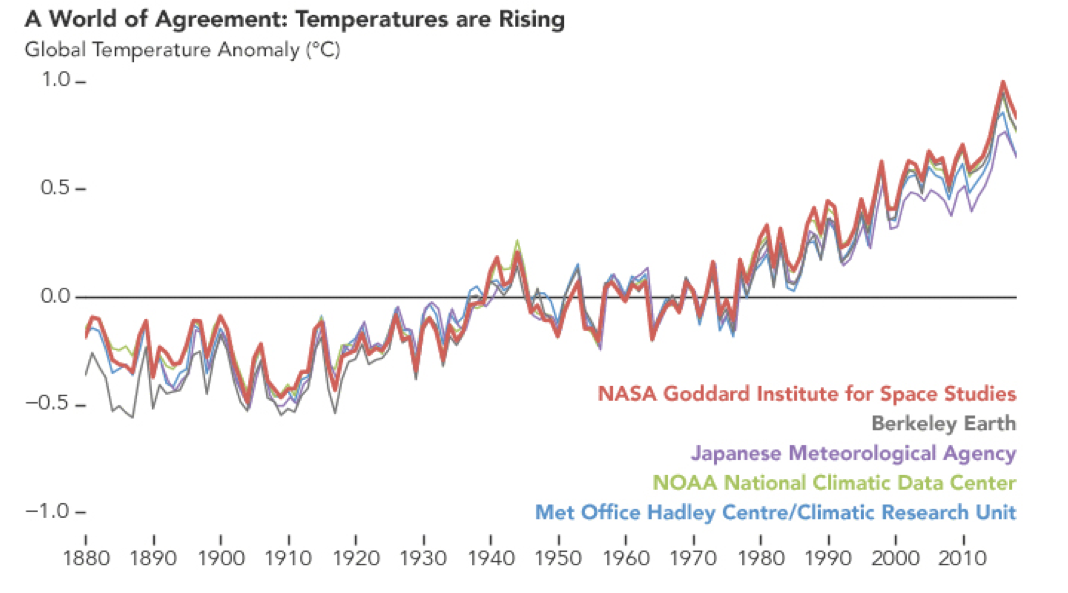 A World of Agreement: Temperatures are Rising
Global Temperature Anomaly (°C)
1.0
0.5
0.0
−0.5
NASA Goddard Institute for Space Studies
Berkeley Earth
Japanese Meteorological Agency
NOAA National Climatic Data Center
−1.0
Met Office Hadley Centre/Climatic Research Unit
1880 1890 1900 1910 1920 1930 1940 1950 1960 1970 1980 1990 2000 2010